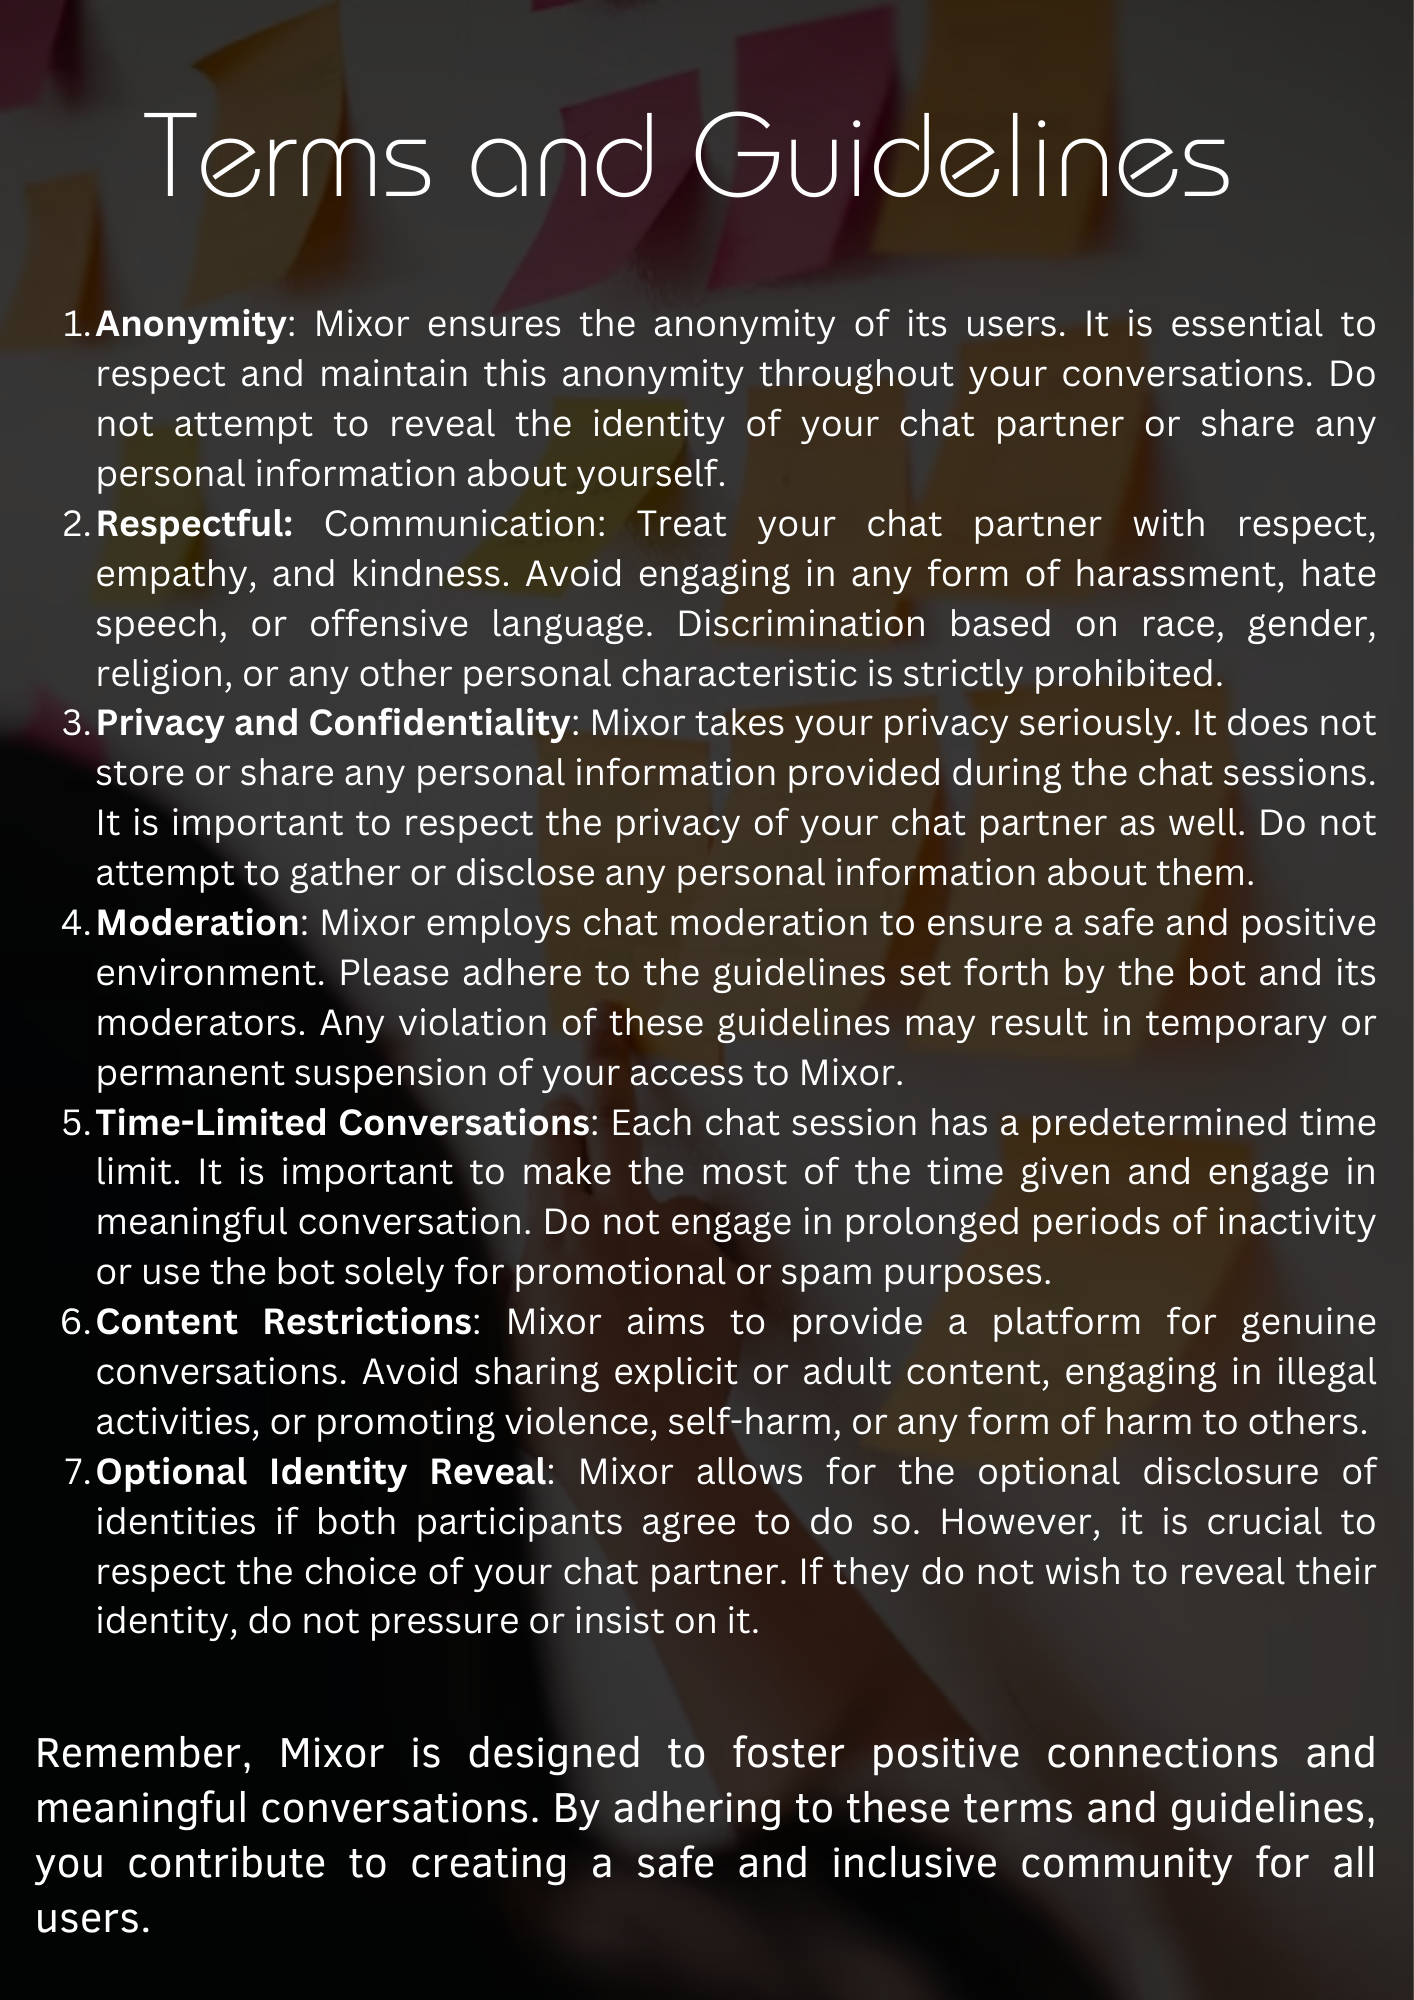 Terms and Guidelines
1. Anonymity: Mixor ensures the anonymity of its users. It is essential to
respect and maintain this anonymity throughout your conversations. Do
not attempt to reveal the identity of your chat partner or share any
personal information about yourself.
2. Respectful: Communication: Treat your chat partner with respect,
empathy, and kindness. Avoid engaging in any form of harassment, hate
speech, or offensive language. Discrimination based on race, gender,
religion, or any other personal characteristic is strictly prohibited.
3. Privacy and Confidentiality: Mixor takes your privacy seriously. It does not
store or share any personal information provided during the chat sessions.
It is important to respect the privacy of your chat partner as well. Do not
attempt to gather or disclose any personal information about them.
4. Moderation: Mixor employs chat moderation to ensure a safe and positive
environment. Please adhere to the guidelines set forth by the bot and its
moderators. Any violation of these guidelines may result in temporary or
permanent suspension of your access to Mixor.
5. Time-Limited Conversations: Each chat session has a predetermined time
limit. It is important to make the most of the time given and engage in
meaningful conversation. Do not engage in prolonged periods of inactivity
or use the bot solely for promotional or spam purposes.
6. Content Restrictions: Mixor aims to provide a platform for genuine
conversations. Avoid sharing explicit or adult content, engaging in illegal
activities, or promoting violence, self-harm, or any form of harm to others.
7. Optional Identity Reveal: Mixor allows for the optional disclosure of
identities if both participants agree to do so. However, it is crucial to
respect the choice of your chat partner. If they do not wish to reveal their
identity, do not pressure or insist on it.
Remember, Mixor is designed to foster positive connections and
meaningful conversations. By adhering to these terms and guidelines,
you contribute to creating a safe and inclusive community for all
users.